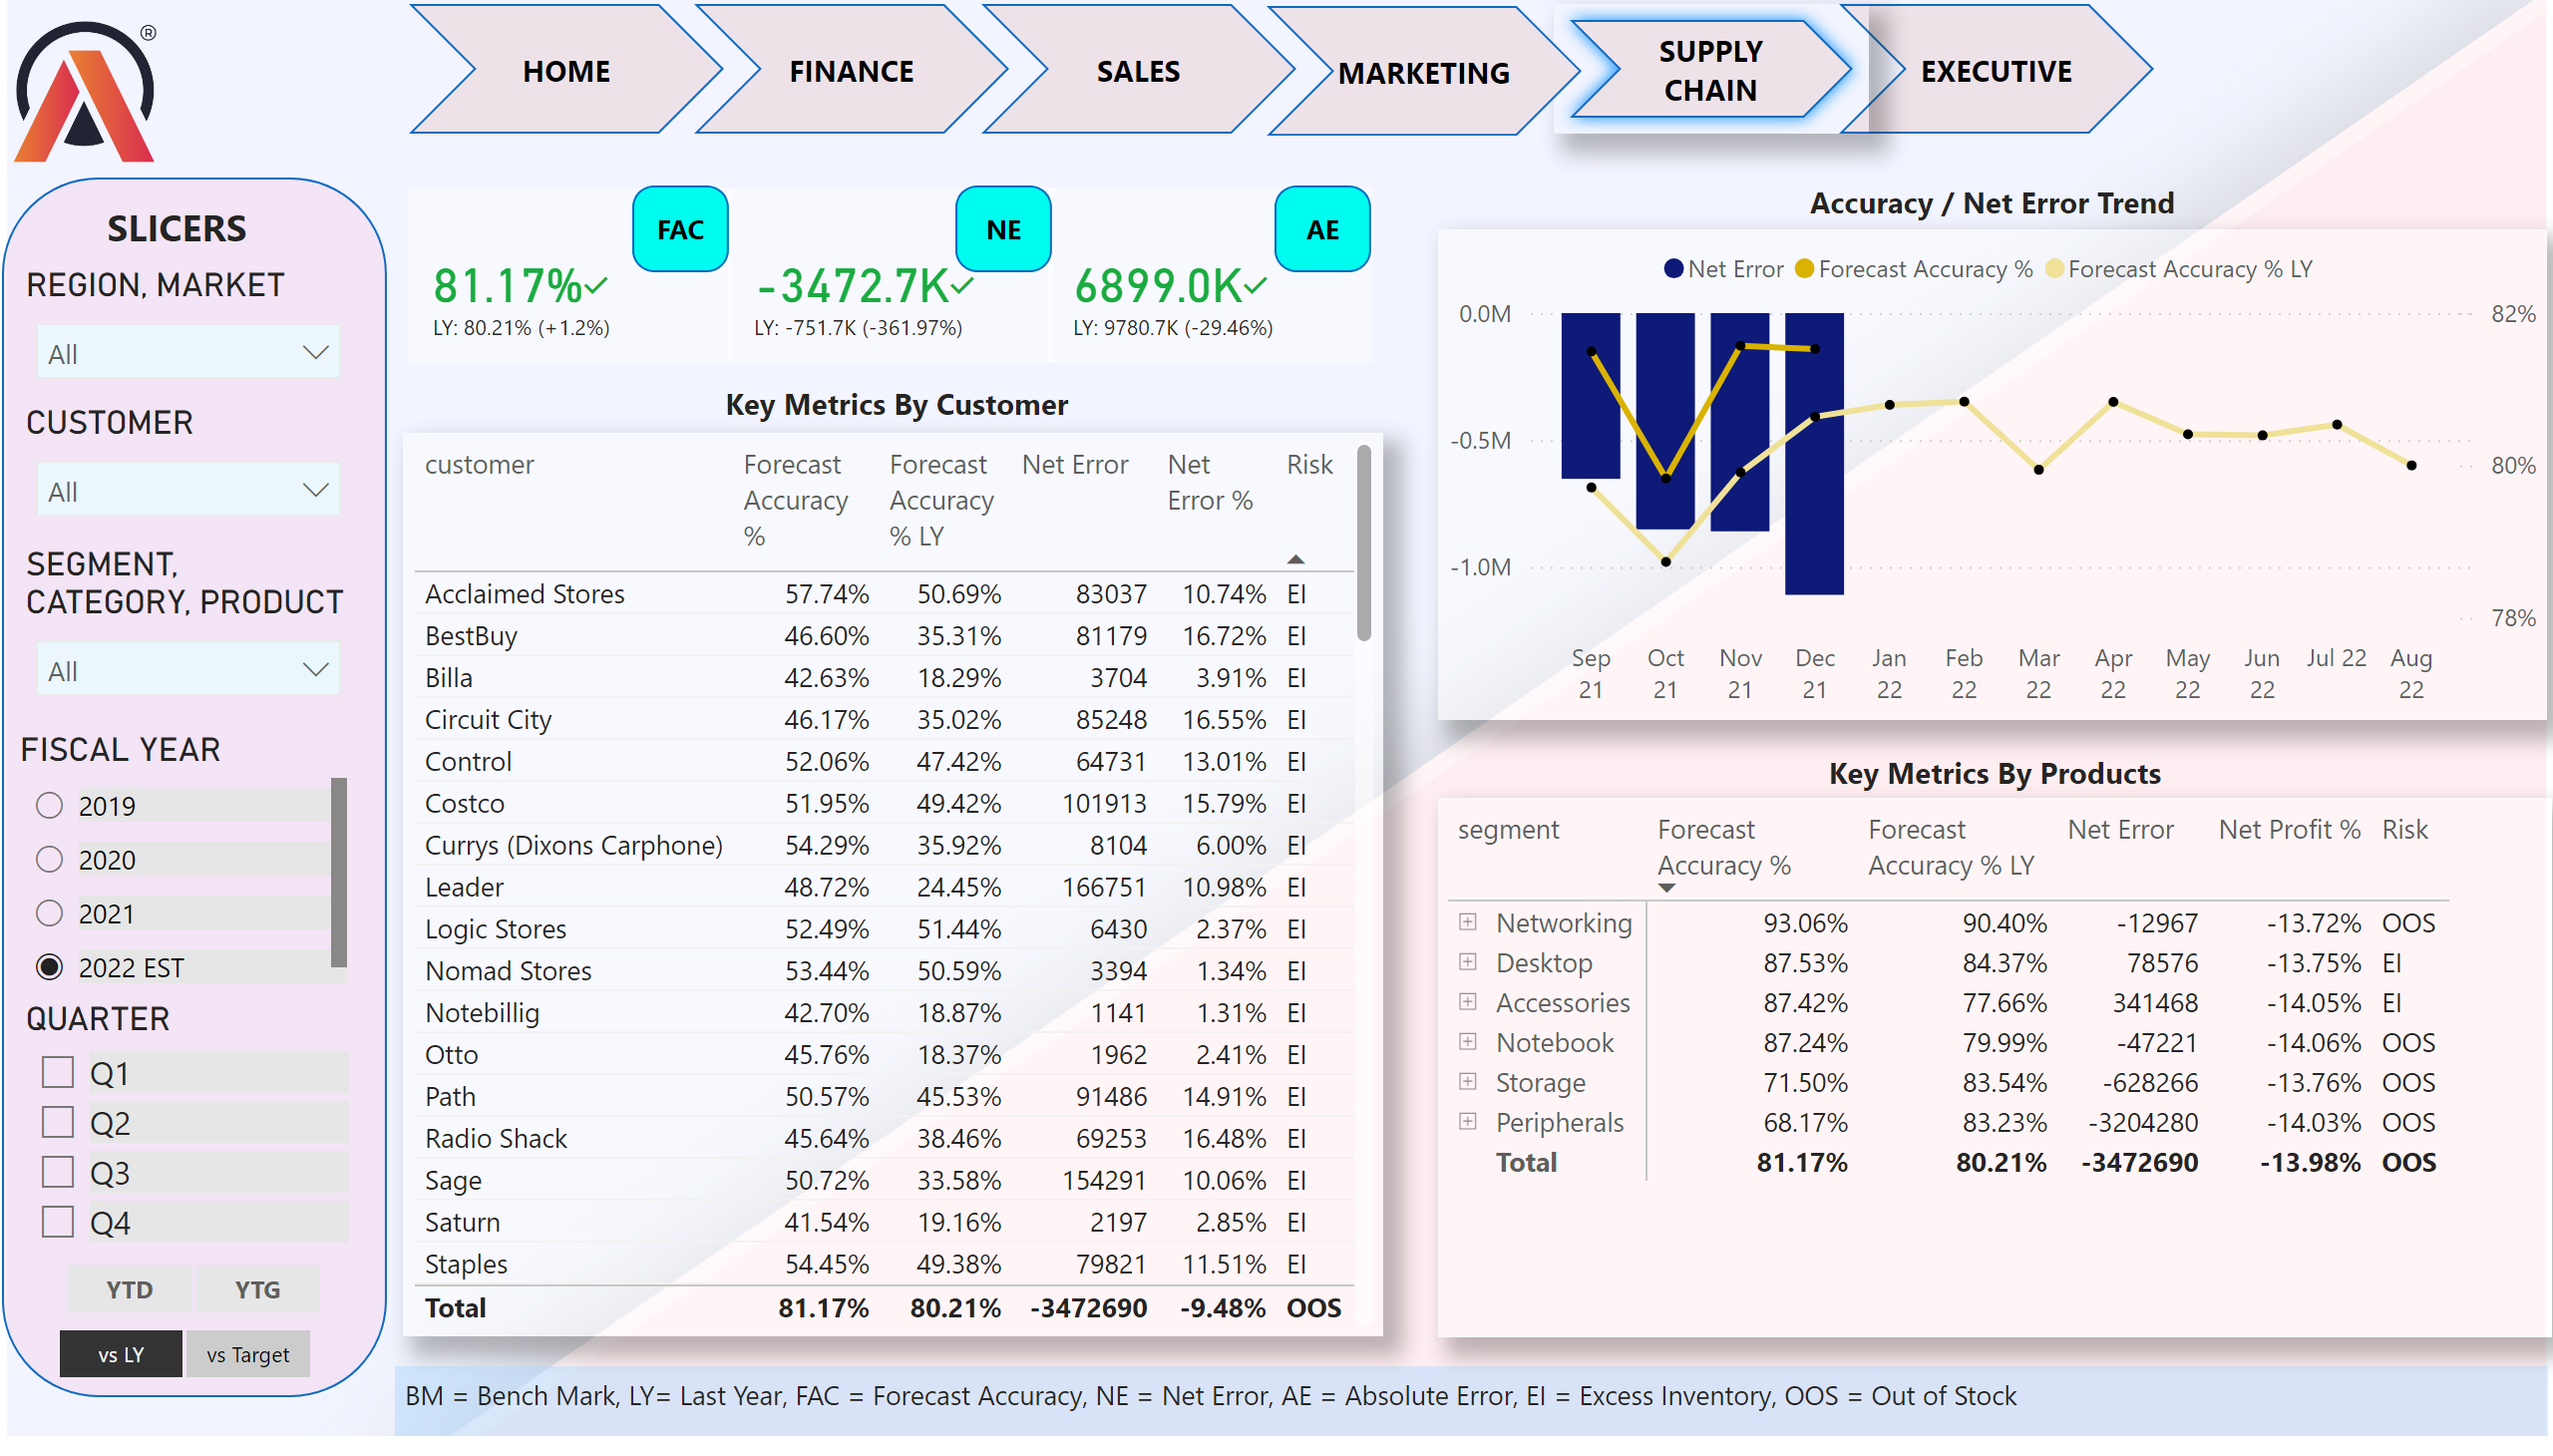 ®
HOME
FINANCE
SALES
MARKETING
SUPPLY
CHAIN
EXECUTIVE
SLICERS
REGION, MARKET
All
CUSTOMER
All
SEGMENT,
CATEGORY, PRODUCT
All
FISCAL YEAR
2019
2020
2021
2022 EST
QUARTER
Q1
Q2
Q3
Q4
YTD YTG
vs LY vs Target
FAC
81.17%
LY: 80.21% (+1.2%)
NE
-3472.7K
LY: -751.7K (-361.97%)
AE
6899.0K
LY: 9780.7K (-29.46%)
Key Metrics By Customer
customer Forecast Accuracy % Forecast Accuracy % LY Net Error Net Error % Risk
Acclaimed Stores 57.74% 50.69% 83037 10.74% EI
BestBuy 46.60% 35.31% 81179 16.72% EI
Billa 42.63% 18.29% 3704 3.91% EI
Circuit City 46.17% 35.02% 85248 16.55% EI
Control 52.06% 47.42% 64731 13.01% EI
Costco 51.95% 49.42% 101913 15.79% EI
Currys (Dixons Carphone) 54.29% 35.92% 8104 6.00% EI
Leader 48.72% 24.45% 166751 10.98% EI
Logic Stores 52.49% 51.44% 6430 2.37% EI
Nomad Stores 53.44% 50.59% 3394 1.34% EI
Notebillig 42.70% 18.87% 1141 1.31% EI
Otto 45.76% 18.37% 1962 2.41% EI
Path 50.57% 45.53% 91486 14.91% EI
Radio Shack 45.64% 38.46% 69253 16.48% EI
Sage 50.72% 33.58% 154291 10.06% EI
Saturn 41.54% 19.16% 2197 2.85% EI
Staples 54.45% 49.38% 79821 11.51% EI
Total 81.17% 80.21% -3472690 -9.48% OOS
Accuracy / Net Error Trend
Net Error Forecast Accuracy % Forecast Accuracy % LY
0.0M
-0.5M
-1.0M
82%
80%
78%
Sep 21 Oct 21 Nov 21 Dec 21 Jan 22 Feb 22 Mar 22 Apr 22 May 22 Jun 22 Jul 22 Aug 22
Key Metrics By Products
segment Forecast Accuracy % Forecast Accuracy % LY Net Error Net Profit % Risk
Networking 93.06% 90.40% -12967 -13.72% OOS
Desktop 87.53% 84.37% 78576 -13.75% EI
Accessories 87.42% 77.66% 341468 -14.05% EI
Notebook 87.24% 79.99% -47221 -14.06% OOS
Storage 71.50% 83.54% -628266 -13.76% OOS
Peripherals 68.17% 83.23% -3204280 -14.03% OOS
Total 81.17% 80.21% -3472690 -13.98% OOS
BM = Bench Mark, LY= Last Year, FAC = Forecast Accuracy, NE = Net Error, AE = Absolute Error, EI = Excess Inventory, OOS = Out of Stock